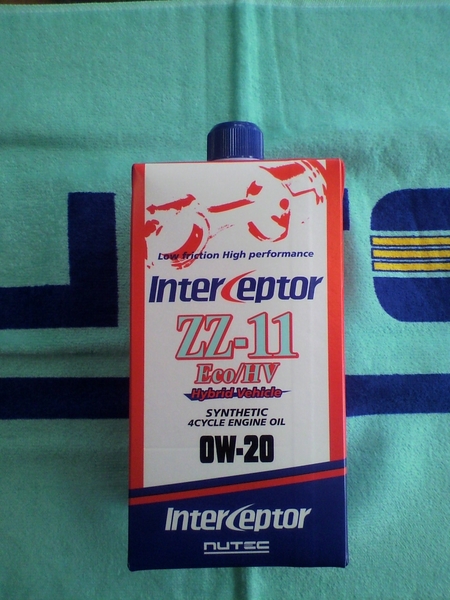 Low friction High performance
Interceptor
ZZ-11
Eco/HV
Hybrid Vehicle
SYNTHETIC
4CYCLE ENGINE OIL
0W-20
Interceptor
NUTEC